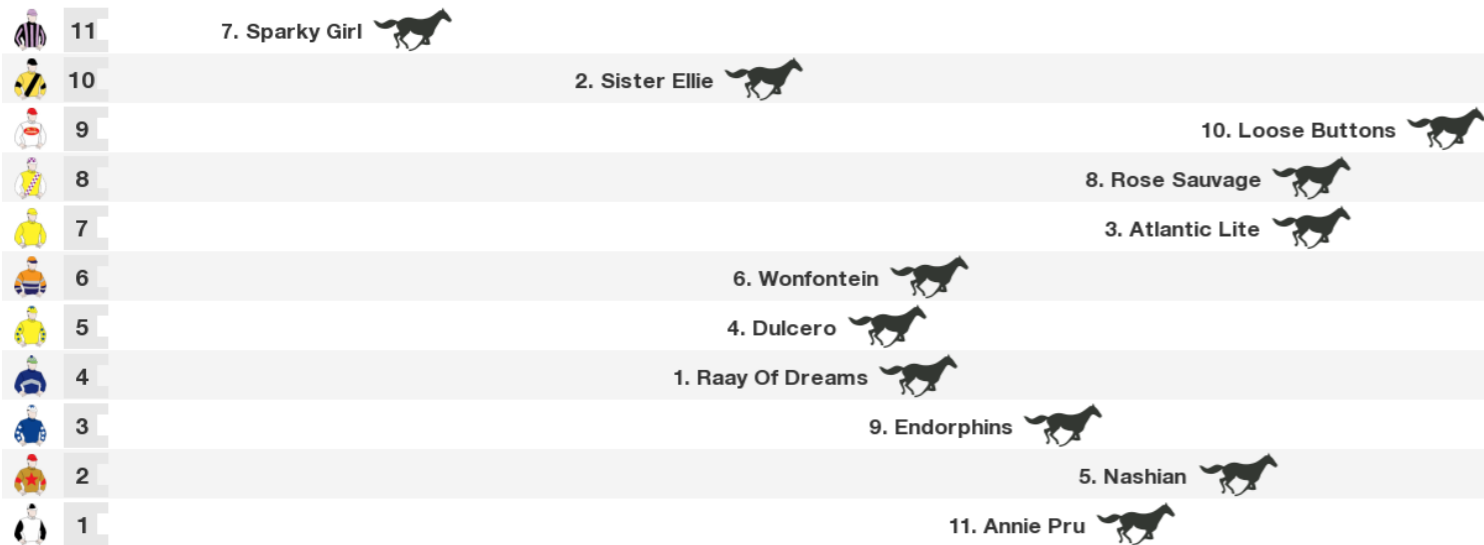 11 7. Sparky Girl
10 2. Sister Ellie
9 10. Loose Buttons
8 8. Rose Sauvage
7 3. Atlantic Lite
6 6. Wonfontein
5 4. Dulcero
4 1. Raay Of Dreams
3 9. Endorphins
2 5. Nashian
1 11. Annie Pru